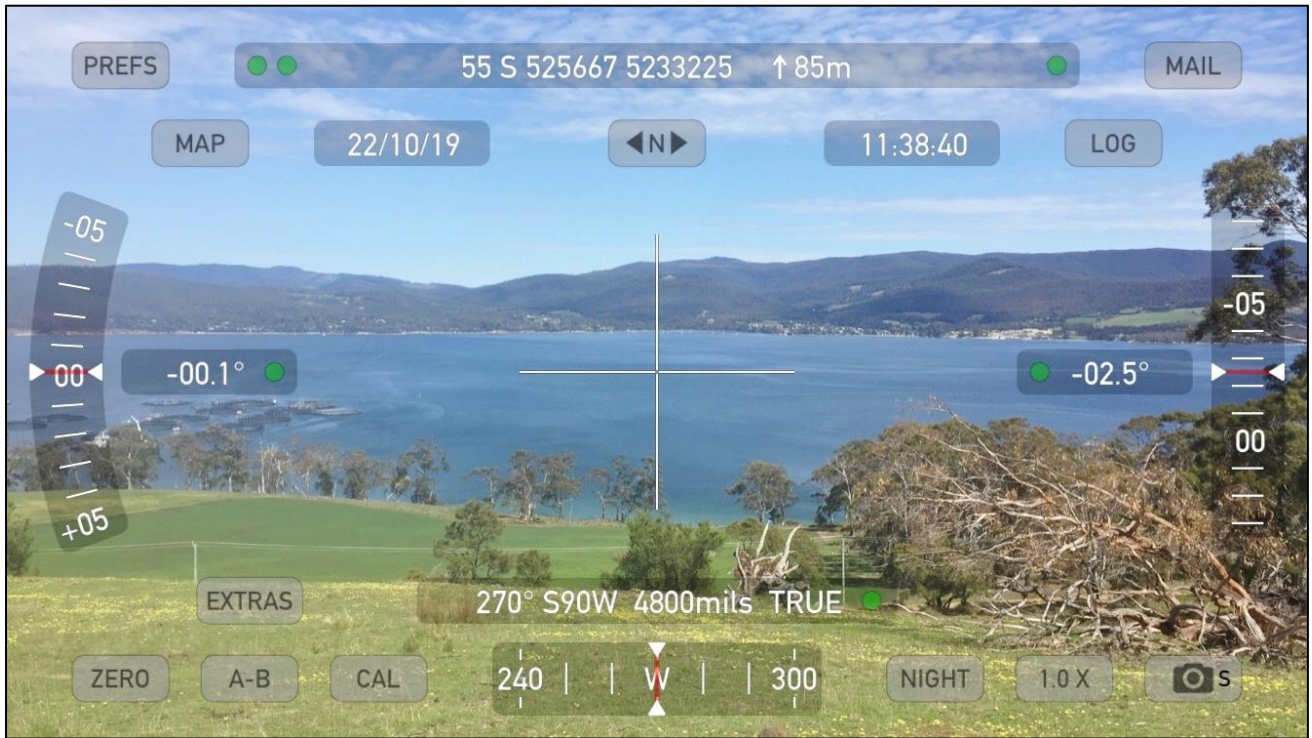 PREFS
55 S 525667 5233225 ↑85m
MAIL
MAP
22/10/19
◀N▶
11:38:40
LOG
-05
00
+05
-00.1°
-02.5°
-05
00
EXTRAS
270° S90W 4800mils TRUE
ZERO
A-B
CAL
240 W 300
NIGHT
1.0 X
S